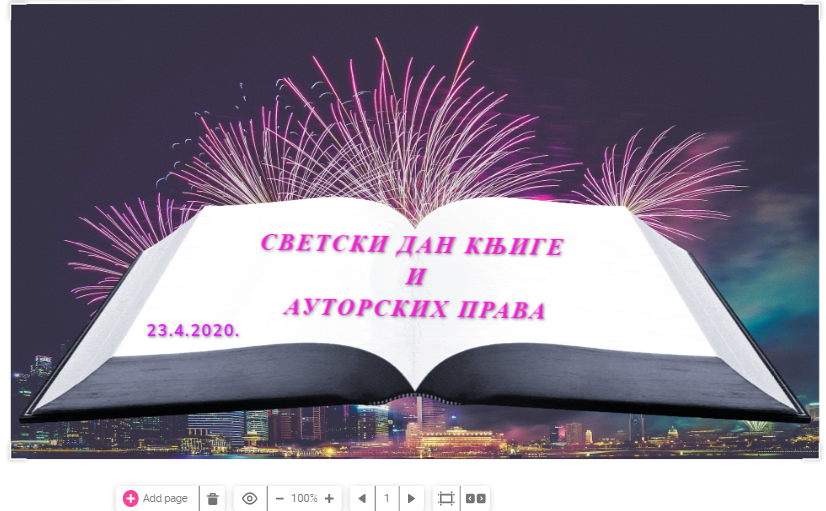 СВЕТСКИ ДАН КЊИГЕ
И
АУТОРСКИХ ПРАВА
23.4.2020.
Add page 100% 1